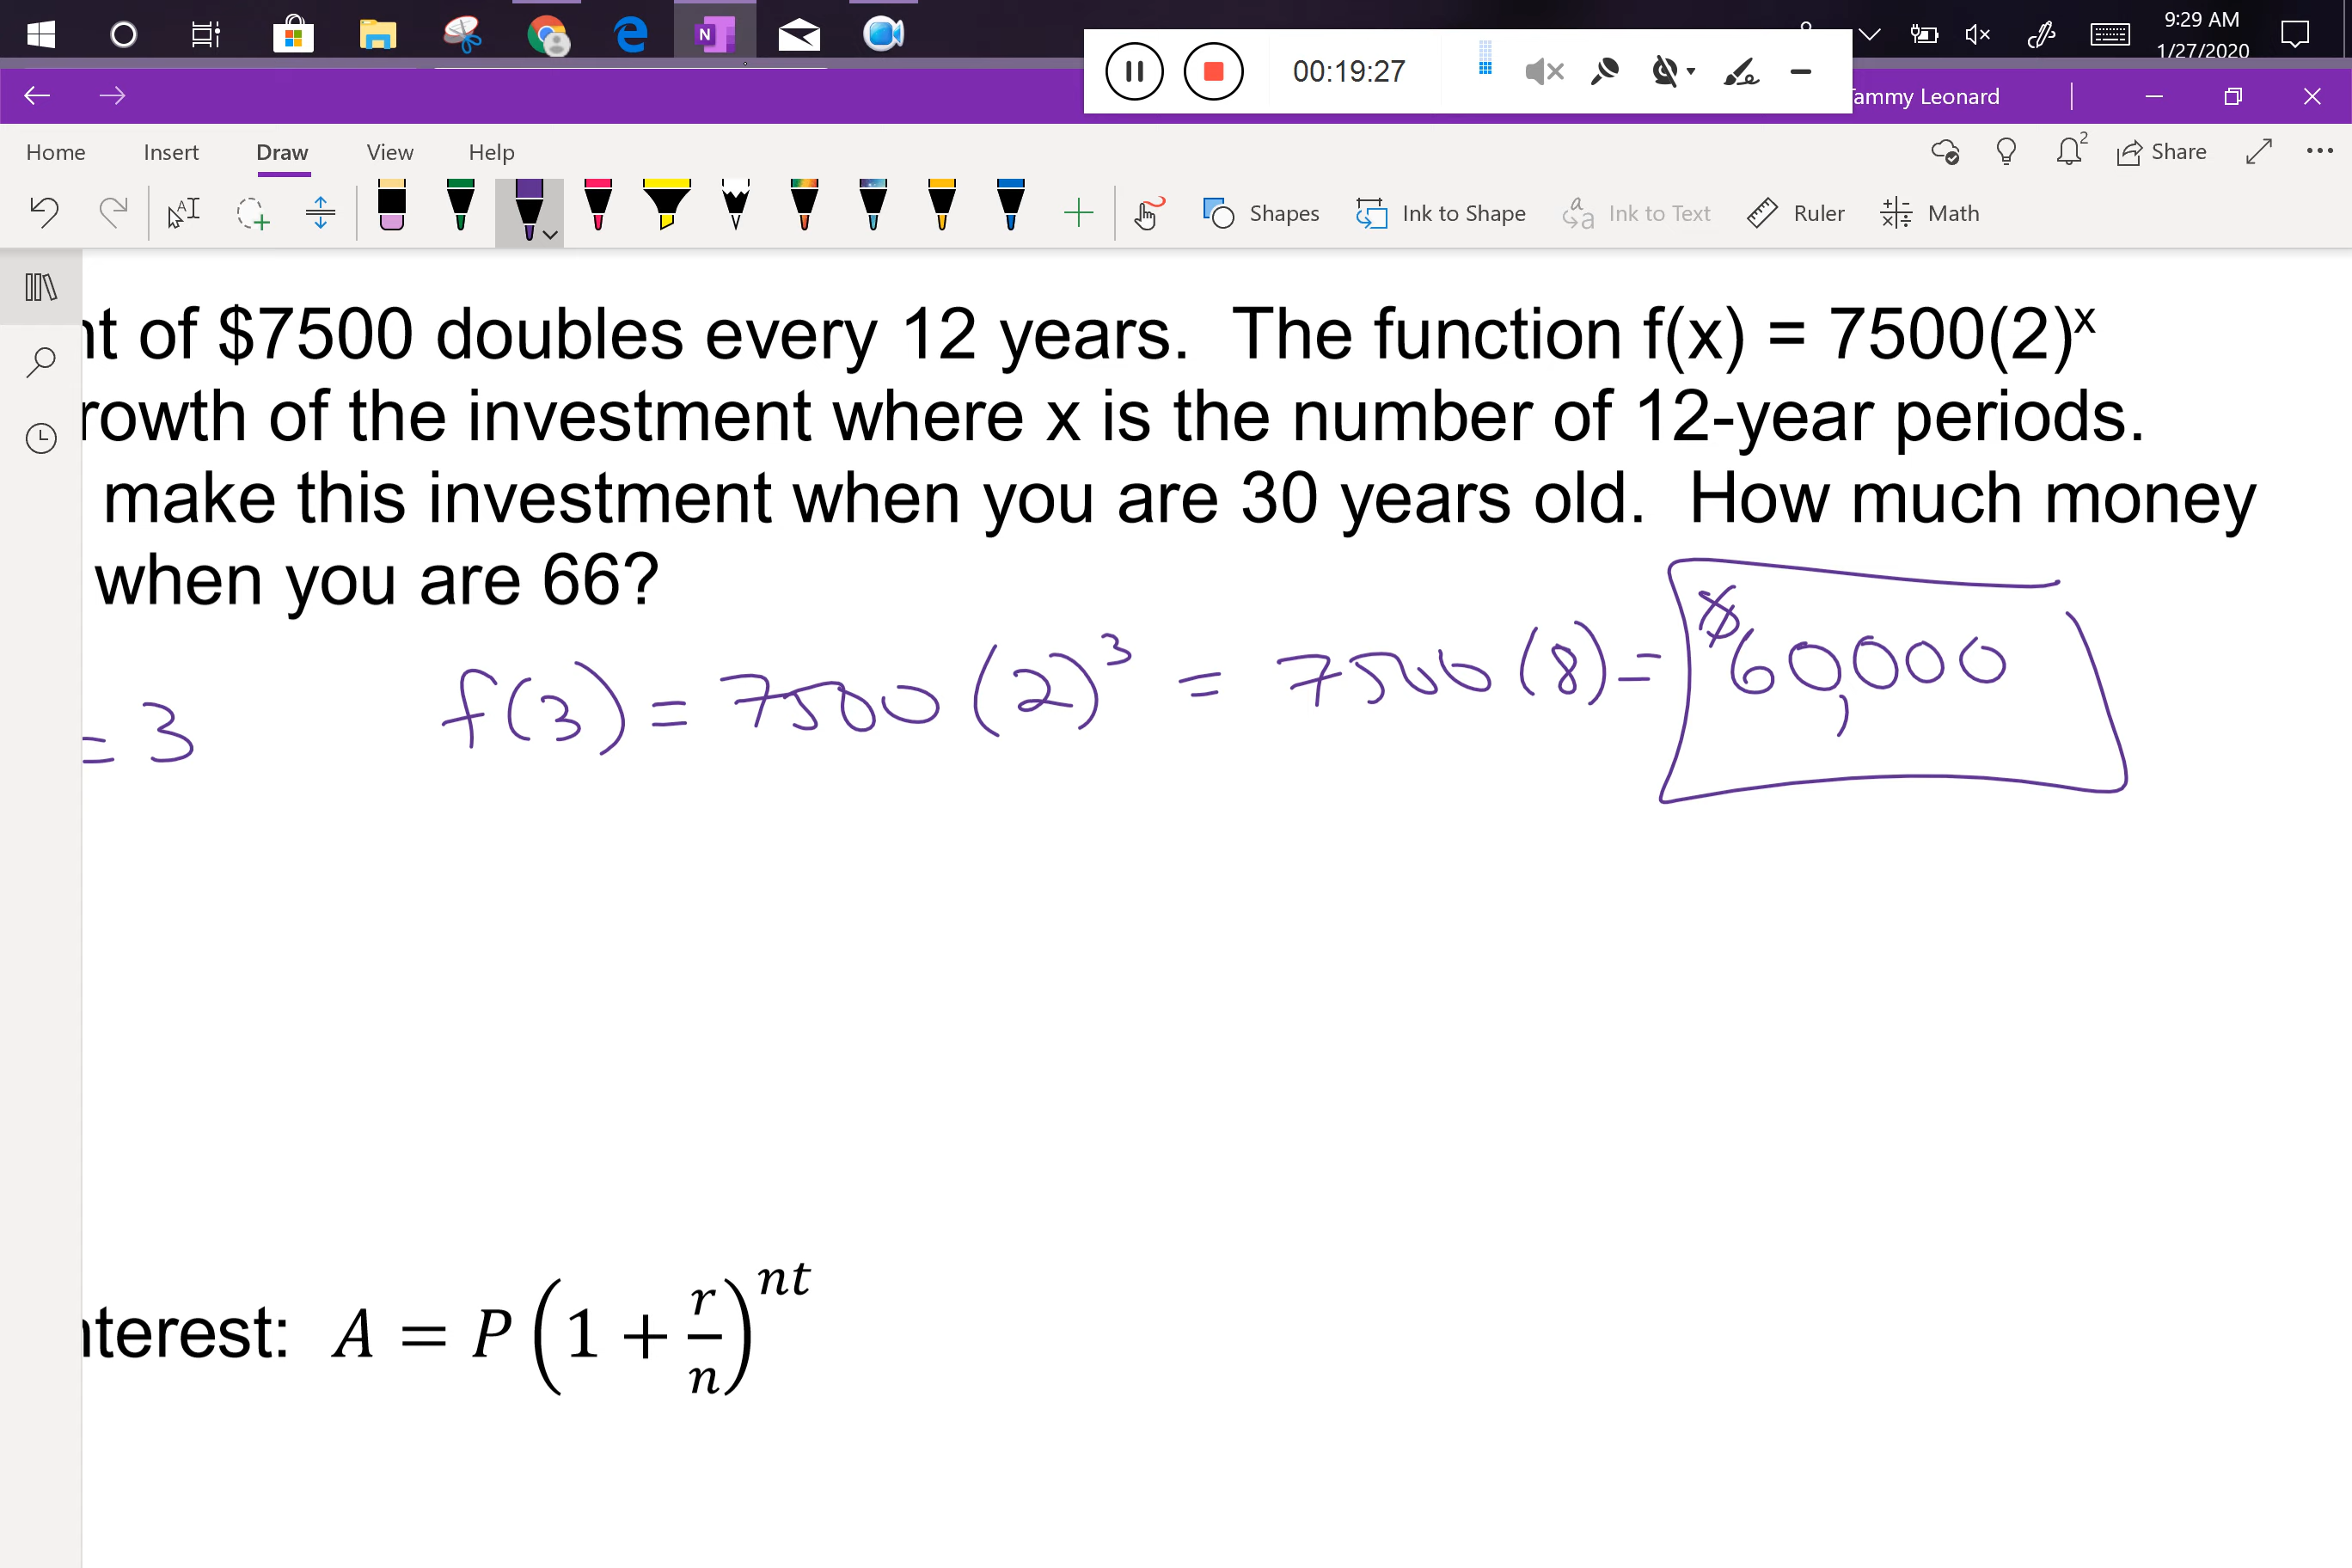 9:29 AM
1/27/2020
00:19:27
ammy Leonard
Home Insert Draw View Help
2 Share
Shapes Ink to Shape Ink to Text Ruler Math
nt of $7500 doubles every 12 years. The function f(x) = 7500(2)ˣ
rowth of the investment where x is the number of 12-year periods.
make this investment when you are 30 years old. How much money
when you are 66?
= 3 f(3) = 7500 (2)³ = 7500 (8) = $60,000
nterest: A = P(1 + r/n)^nt